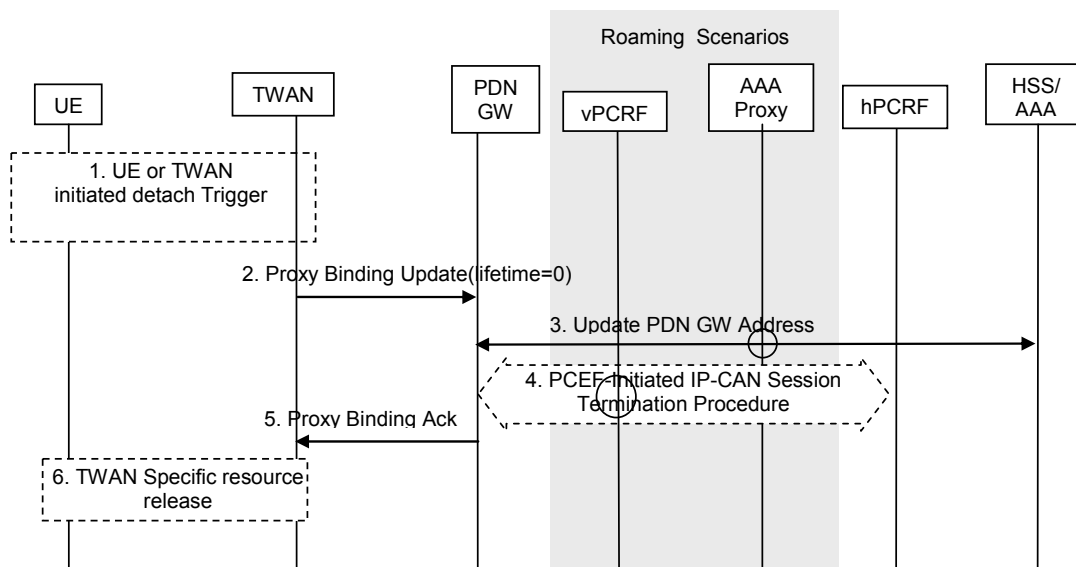 Roaming Scenarios
UE
TWAN
PDN
GW
vPCRF
AAA
Proxy
hPCRF
HSS/
AAA
1. UE or TWAN
initiated detach Trigger
2. Proxy Binding Update(lifetime=0)
3. Update PDN GW Address
4. PCEF-Initiated IP-CAN Session
Termination Procedure
5. Proxy Binding Ack
6. TWAN Specific resource
release